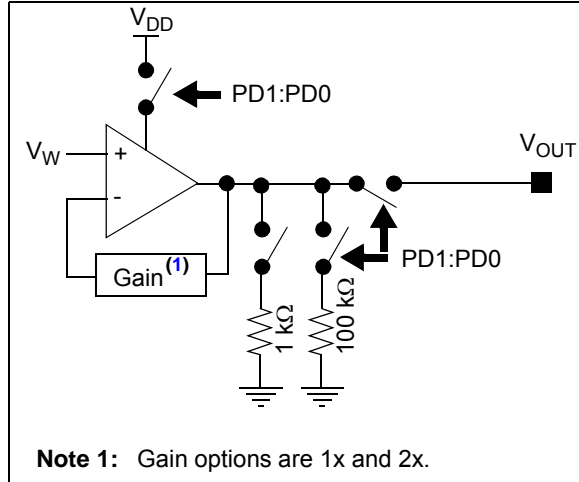 VDD
PD1:PD0
VW
+
-
VOUT
Gain(1)
PD1:PD0
1 kΩ
100 kΩ
Note 1: Gain options are 1x and 2x.